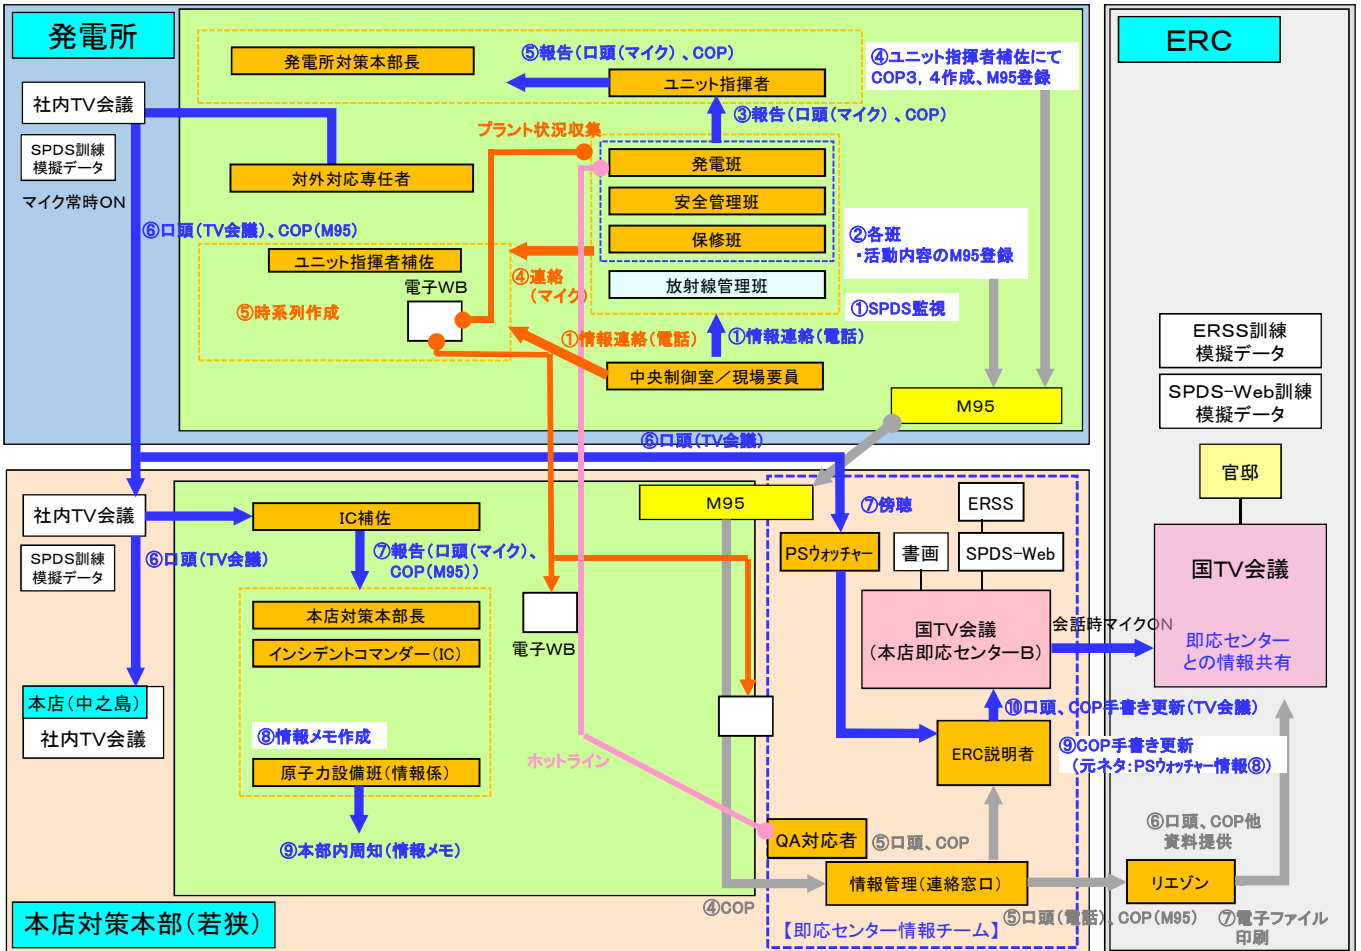 発電所
社内TV会議
SPDS訓練
模擬データ
マイク常時ON
発電所対策本部長
⑤報告(口頭(マイク)、COP)
ユニット指揮者
④ユニット指揮者補佐にて
COP3，4作成、M95登録
③報告(口頭(マイク)、COP)
プラント状況収集
対外対応専任者
発電班
安全管理班
保修班
放射線管理班
⑥口頭(TV会議)、COP(M95)
ユニット指揮者補佐
電子WB
⑤時系列作成
④連絡
(マイク)
②各班
・活動内容のM95登録
①SPDS監視
①情報連絡(電話)
①情報連絡(電話)
中央制御室／現場要員
M95
⑥口頭(TV会議)
ERC
ERSS訓練
模擬データ
SPDS-Web訓練
模擬データ
官邸
国TV会議
即応センター
との情報共有
社内TV会議
SPDS訓練
模擬データ
⑥口頭(TV会議)
IC補佐
⑦報告(口頭(マイク)、
COP(M95))
本店対策本部長
インシデントコマンダー(IC)
⑧情報メモ作成
原子力設備班(情報係)
⑨本部内周知(情報メモ)
本店(中之島)
社内TV会議
本店対策本部(若狭)
電子WB
ホットライン
M95
⑦傍聴
PSウォッチャー
書画
ERSS
SPDS-Web
国TV会議
(本店即応センターB)
会話時マイクON
⑩口頭、COP手書き更新(TV会議)
ERC説明者
⑨COP手書き更新
(元ネタ:PSウォッチャー情報⑧)
QA対応者
⑤口頭、COP
情報管理(連絡窓口)
④COP
【即応センター情報チーム】
⑤口頭(電話)、COP(M95)
リエゾン
⑥口頭、COP他
資料提供
⑦電子ファイル
印刷